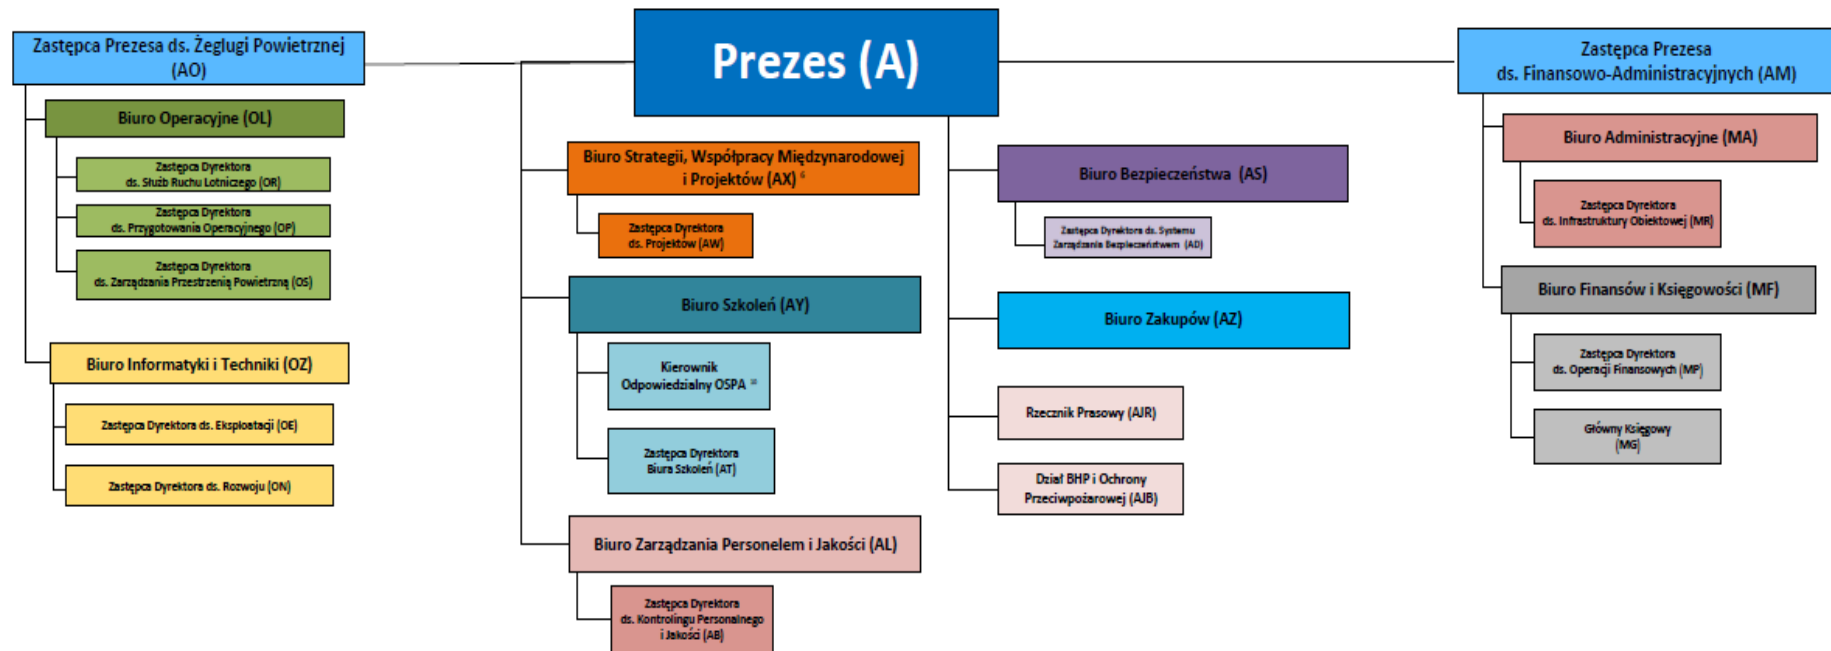 Zastępca Prezesa ds. Żeglugi Powietrznej
(AO)
Biuro Operacyjne (OL)
Zastępca Dyrektora
ds. Służb Ruchu Lotniczego (OR)
Zastępca Dyrektora
ds. Przygotowania Operacyjnego (OP)
Zastępca Dyrektora
ds. Zarządzania Przestrzenią Powietrzną (OS)
Biuro Informatyki i Techniki (OZ)
Zastępca Dyrektora ds. Eksploatacji (OE)
Zastępca Dyrektora ds. Rozwoju (ON)
Prezes (A)
Biuro Strategii, Współpracy Międzynarodowej
i Projektów (AX) ⁶
Zastępca Dyrektora
ds. Projektów (AW)
Biuro Szkoleń (AY)
Kierownik
Odpowiedzialny OSPA
Zastępca Dyrektora
Biura Szkoleń (AT)
Biuro Zarządzania Personelem i Jakości (AL)
Zastępca Dyrektora
ds. Kontrolingu Personalnego
i Jakości (AB)
Biuro Bezpieczeństwa (AS)
Zastępca Dyrektora ds. Systemu
Zarządzania Bezpieczeństwem (AD)
Biuro Zakupów (AZ)
Rzecznik Prasowy (AJR)
Dział BHP i Ochrony
Przeciwpożarowej (AJB)
Zastępca Prezesa
ds. Finansowo-Administracyjnych (AM)
Biuro Administracyjne (MA)
Zastępca Dyrektora
ds. Infrastruktury Obiektowej (MR)
Biuro Finansów i Księgowości (MF)
Zastępca Dyrektora
ds. Operacji Finansowych (MP)
Główny Księgowy
(MG)